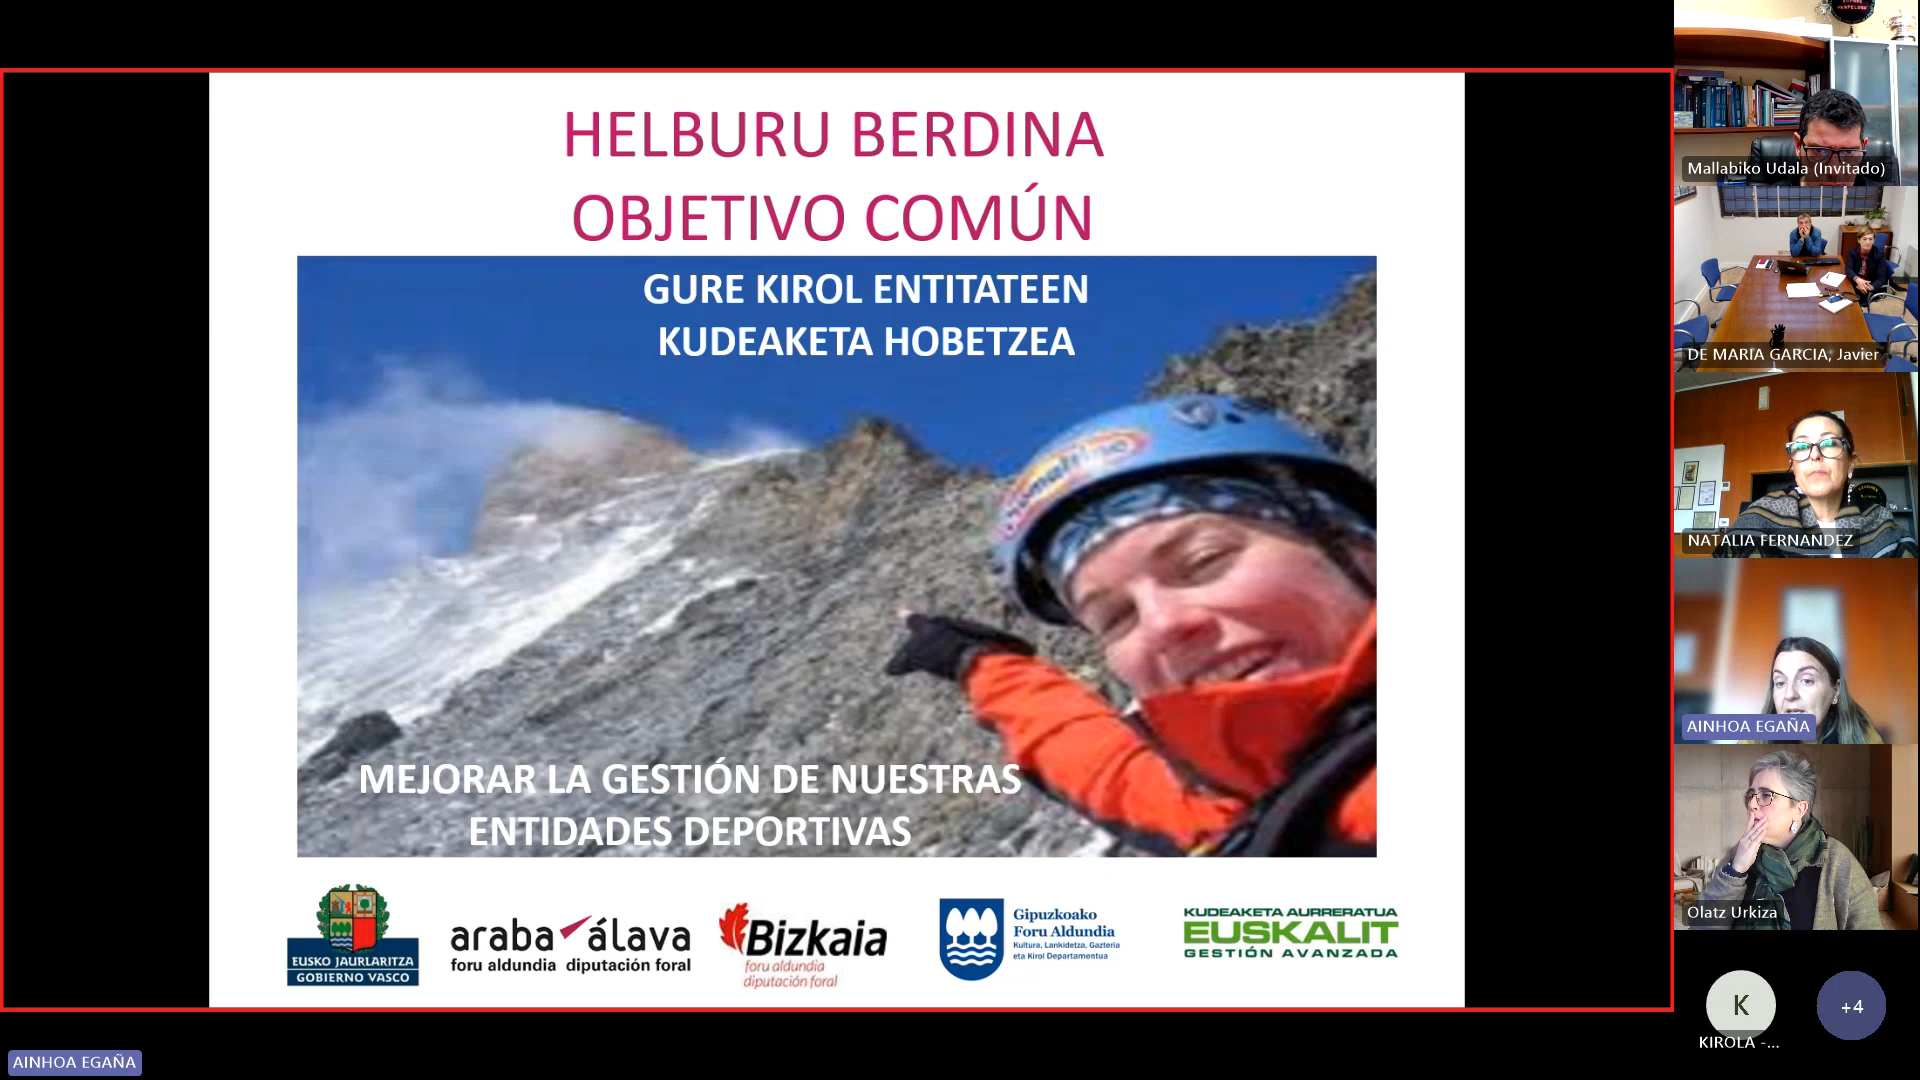 HELBURU BERDINA
OBJETIVO COMÚN
GURE KIROL ENTITATEEN
KUDEAKETA HOBETZEA
MEJORAR LA GESTIÓN DE NUESTRAS
ENTIDADES DEPORTIVAS
EUSKO JAURLARITZA
GOBIERNO VASCO
araba álava
foru aldundia diputación foral
Bizkaia
foru aldundia
diputación foral
Gipuzkoako
Foru Aldundia
Kultura, Lankidetza, Gazteria
eta Kirol Departamentua
KUDEAKETA AURRERATUA
EUSKALIT
GESTIÓN AVANZADA
AINHOA EGAÑA
Mallabiko Udala (Invitado)
DE MARÍA GARCIA, Javier
NATALIA FERNANDEZ
AINHOA EGAÑA
Olatz Urkiza
K
KIROLA -...
+4